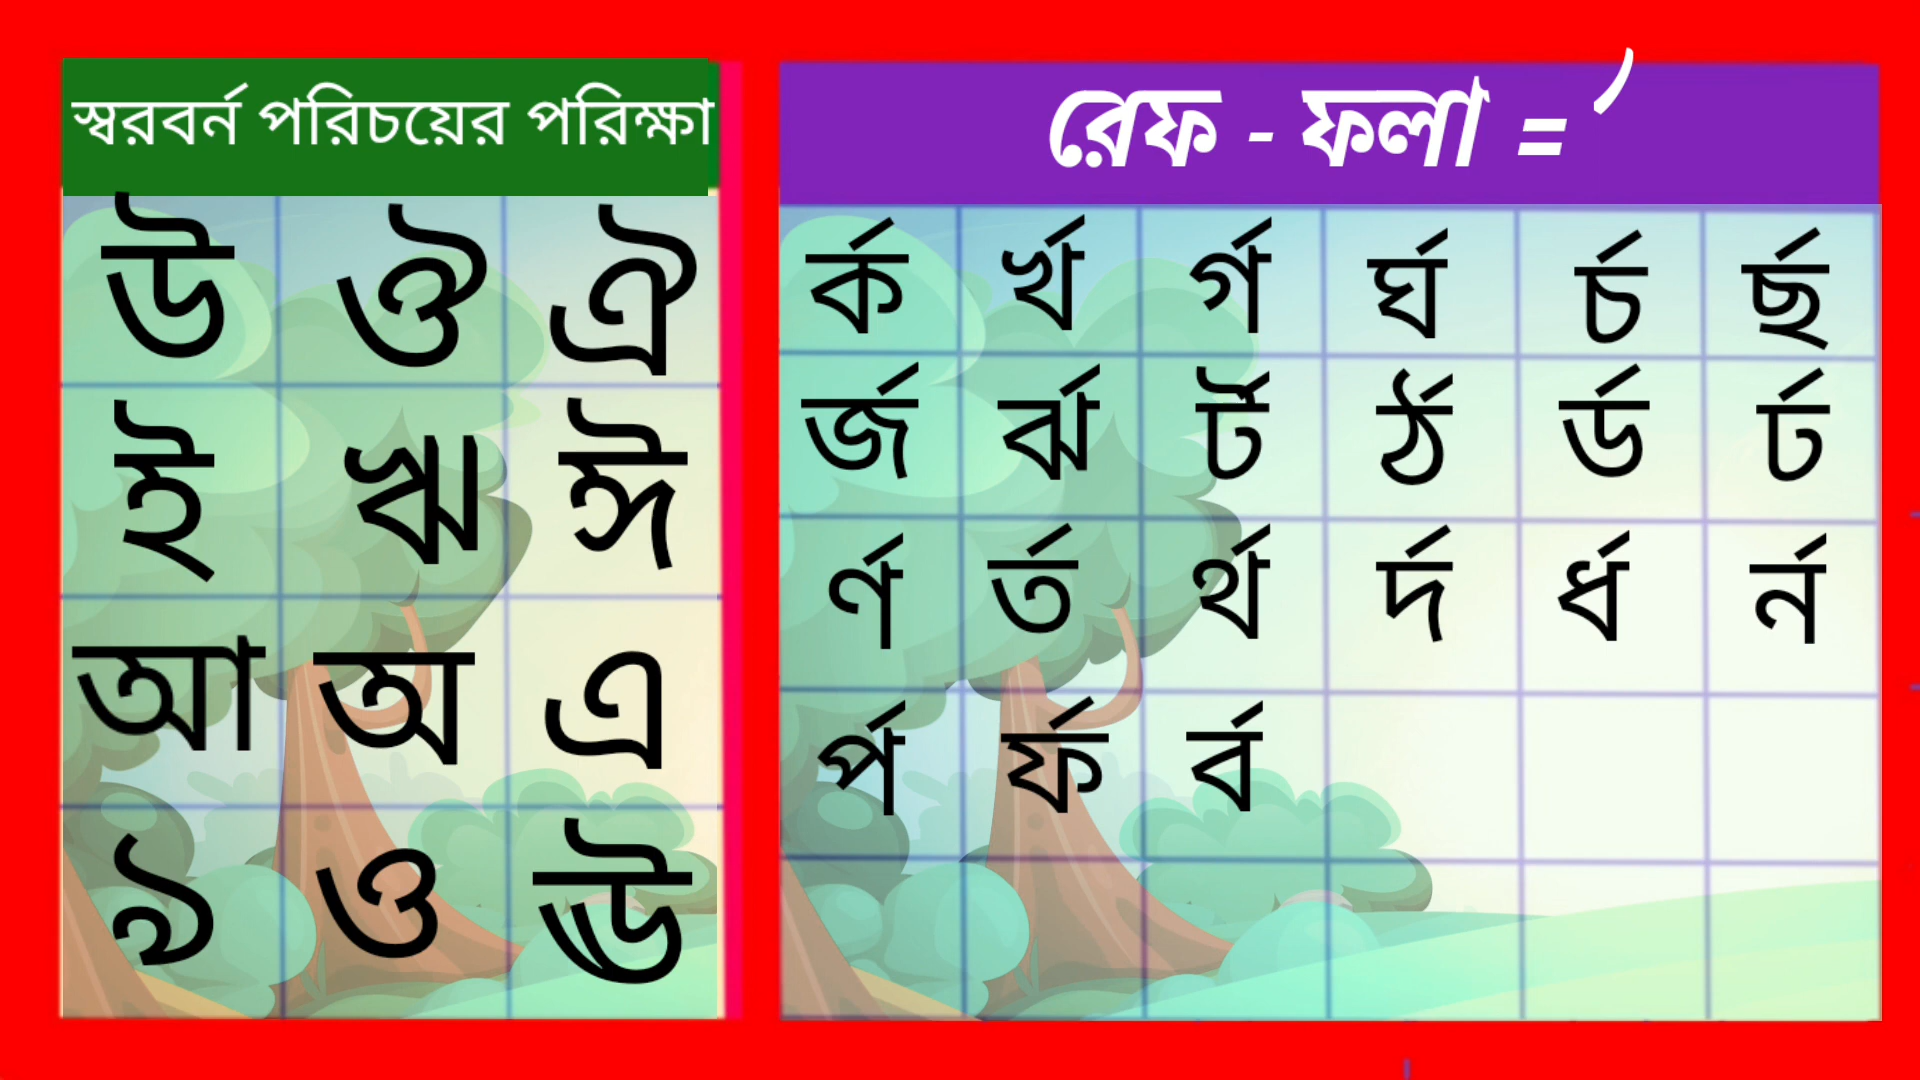 স্বরবর্ন পরিচয়ের পরিক্ষা
উ ঔ ঐ
ই ঋ ঈ
আ অ এ
ঌ ও ঊ
রেফ - ফলা = র্
র্ক র্খ র্গ র্ঘ র্চ র্ছ
র্জ র্ঝ র্ট র্ঠ র্ড র্ঢ
র্ণ র্ত র্থ র্দ র্ধ র্ন
র্প র্ফ র্ব